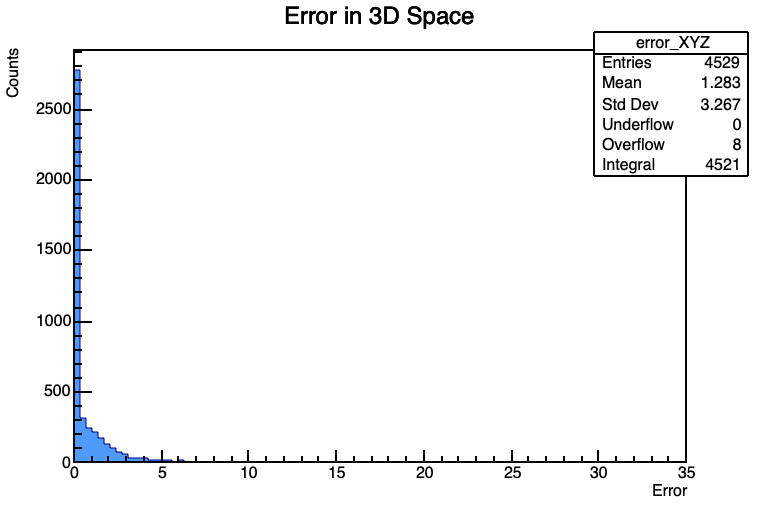 Error in 3D Space
error_XYZ
Entries 4529
Mean 1.283
Std Dev 3.267
Underflow 0
Overflow 8
Integral 4521
Counts
2500
2000
1500
1000
500
0
0 5 10 15 20 25 30 35
Error